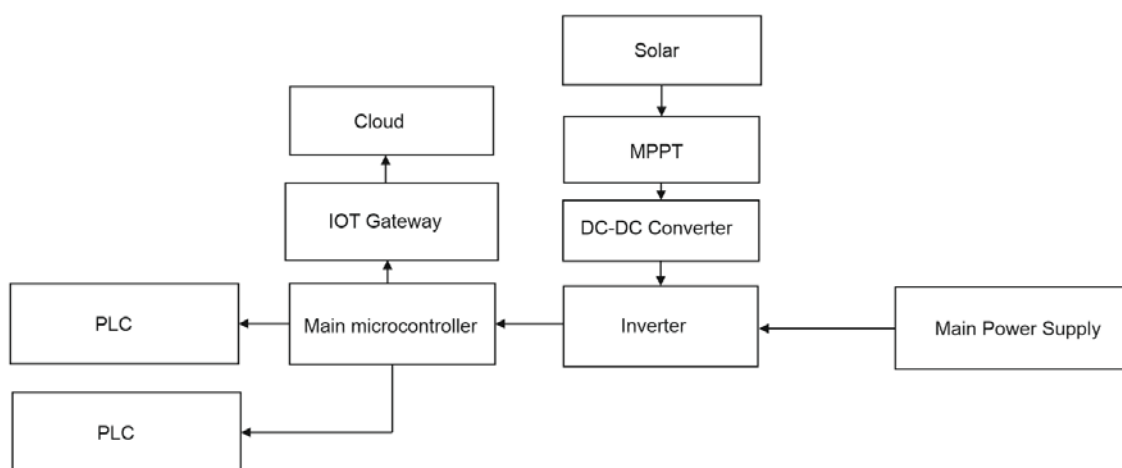 Solar
Cloud
MPPT
IOT Gateway
DC-DC Converter
PLC
Main microcontroller
Inverter
Main Power Supply
PLC